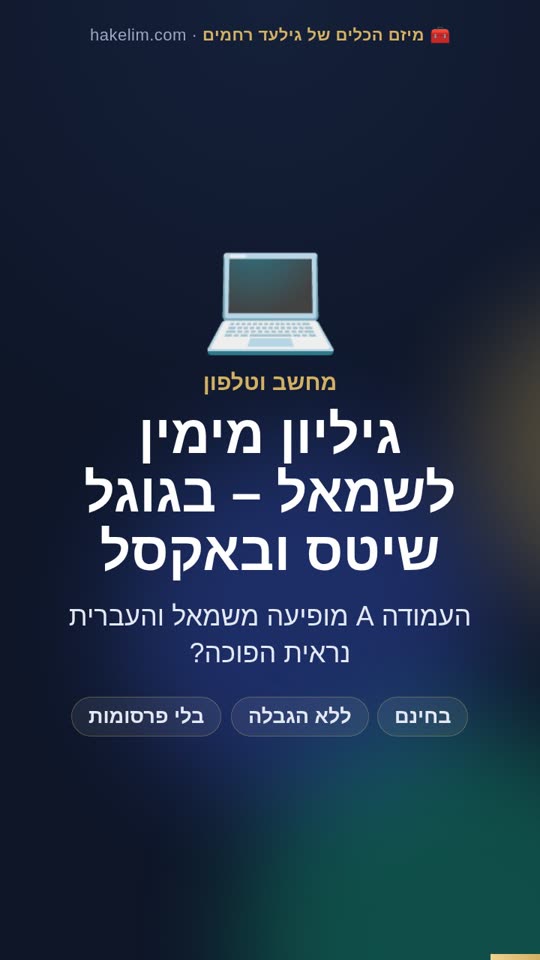 🧰 מיזם הכלים של גילעד רחמים · hakelim.com
מחשב וטלפון
גיליון מימין
לשמאל – בגוגל
שיטס ובאקסל
העמודה A מופיעה משמאל והעברית
נראית הפוכה?
בחינם
ללא הגבלה
בלי פרסומות